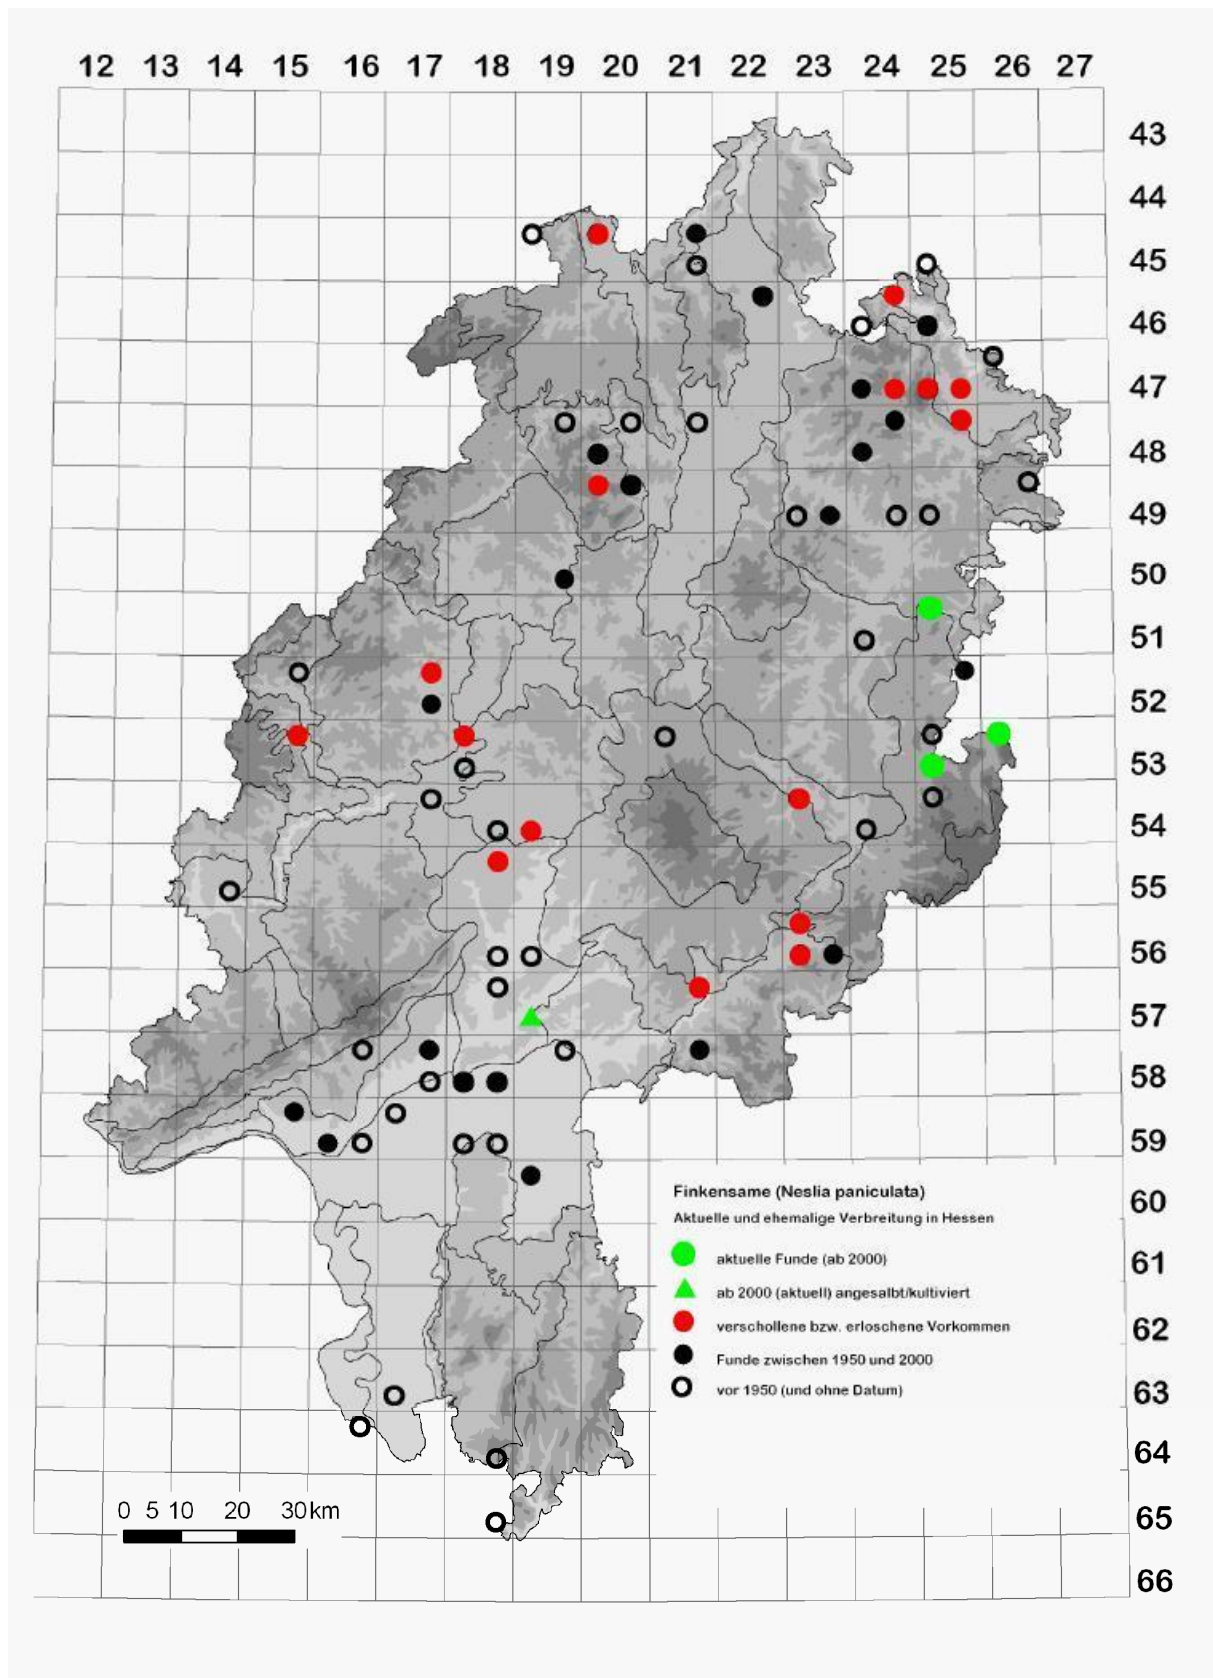 12 13 14 15 16 17 18 19 20 21 22 23 24 25 26 27
43
44
45
46
47
48
49
50
51
52
53
54
55
56
57
58
59
60
61
62
63
64
65
66
Finkensame (Neslia paniculata)
Aktuelle und ehemalige Verbreitung in Hessen
aktuelle Funde (ab 2000)
ab 2000 (aktuell) angesalbt/kultiviert
verschollene bzw. erloschene Vorkommen
Funde zwischen 1950 und 2000
vor 1950 (und ohne Datum)
0 5 10 20 30km